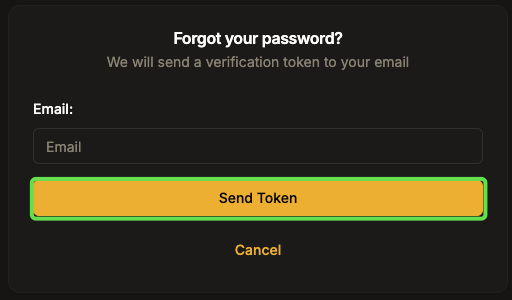 Forgot your password?
We will send a verification token to your email
Email:
Email
Send Token
Cancel